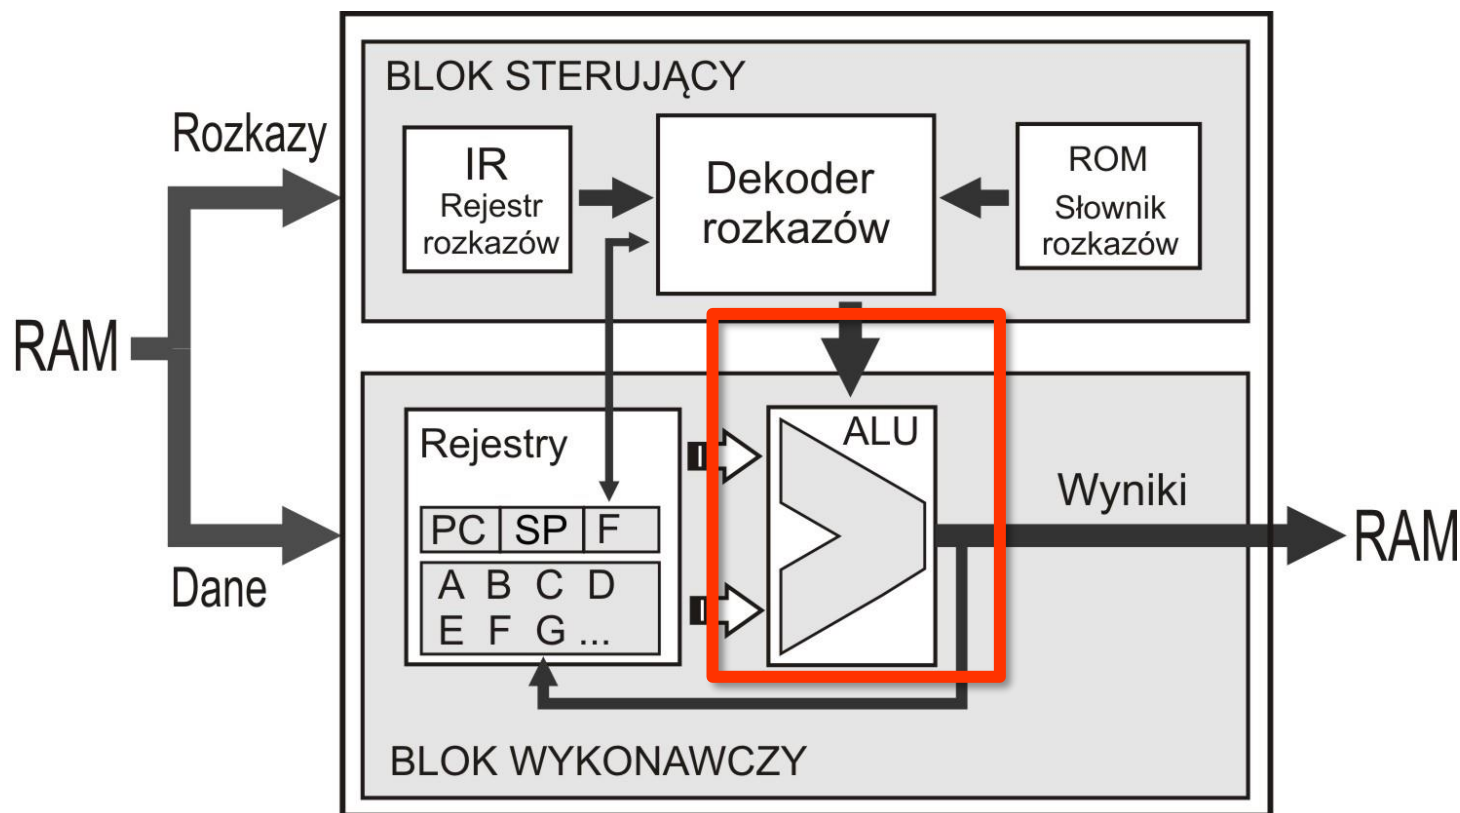 BLOK STERUJĄCY
Rozkazy
IR
Rejestr
rozkazów
Dekoder
rozkazów
ROM
Słownik
rozkazów
RAM
Rejestry
ALU
PC SP F
A B C D
E F G ...
Wyniki
RAM
Dane
BLOK WYKONAWCZY